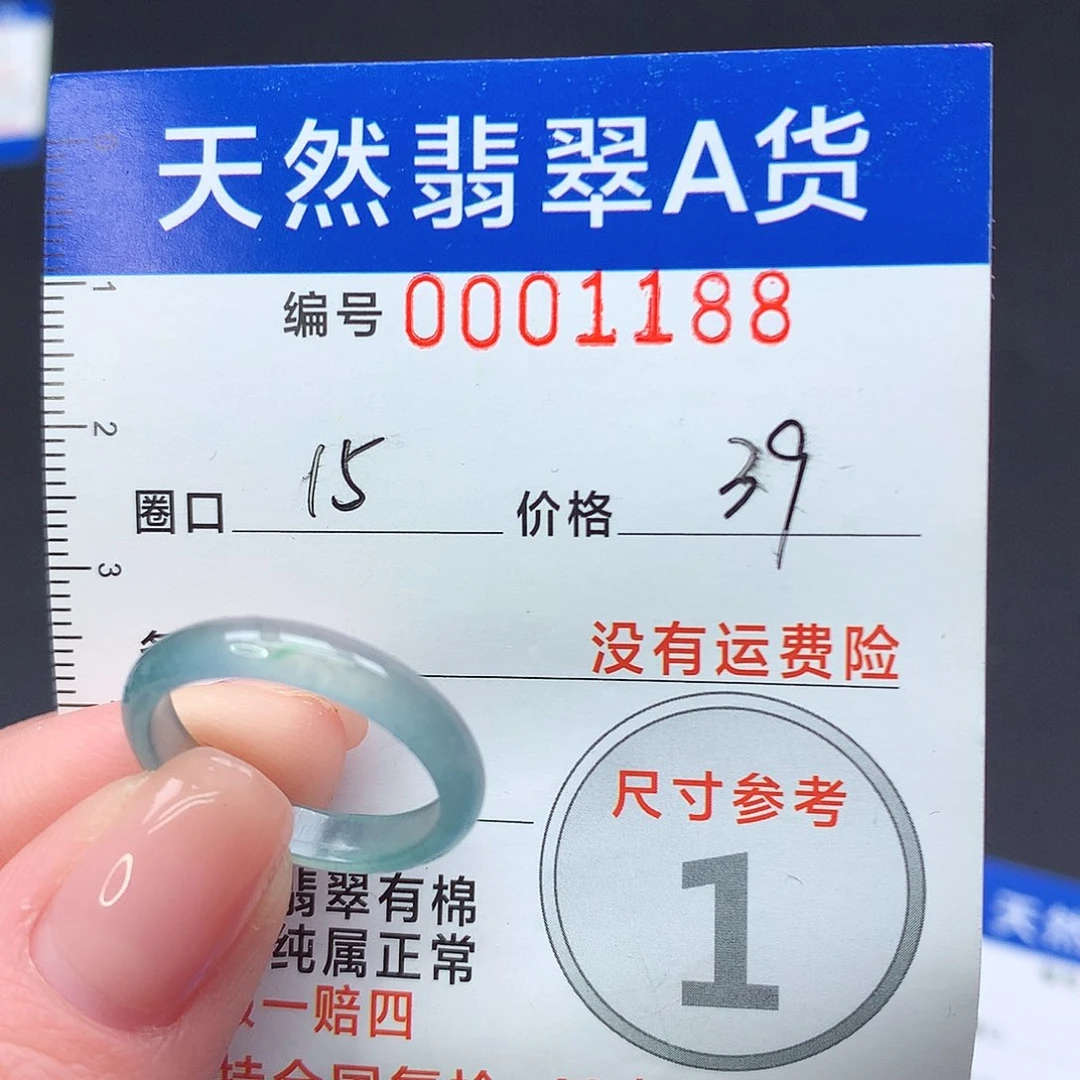 天然翡翠A货
编号 0001188
圈口 15 价格 39
没有运费险
尺寸参考
1
翡翠有棉
纯属正常
一赔四
1
2
3
天然